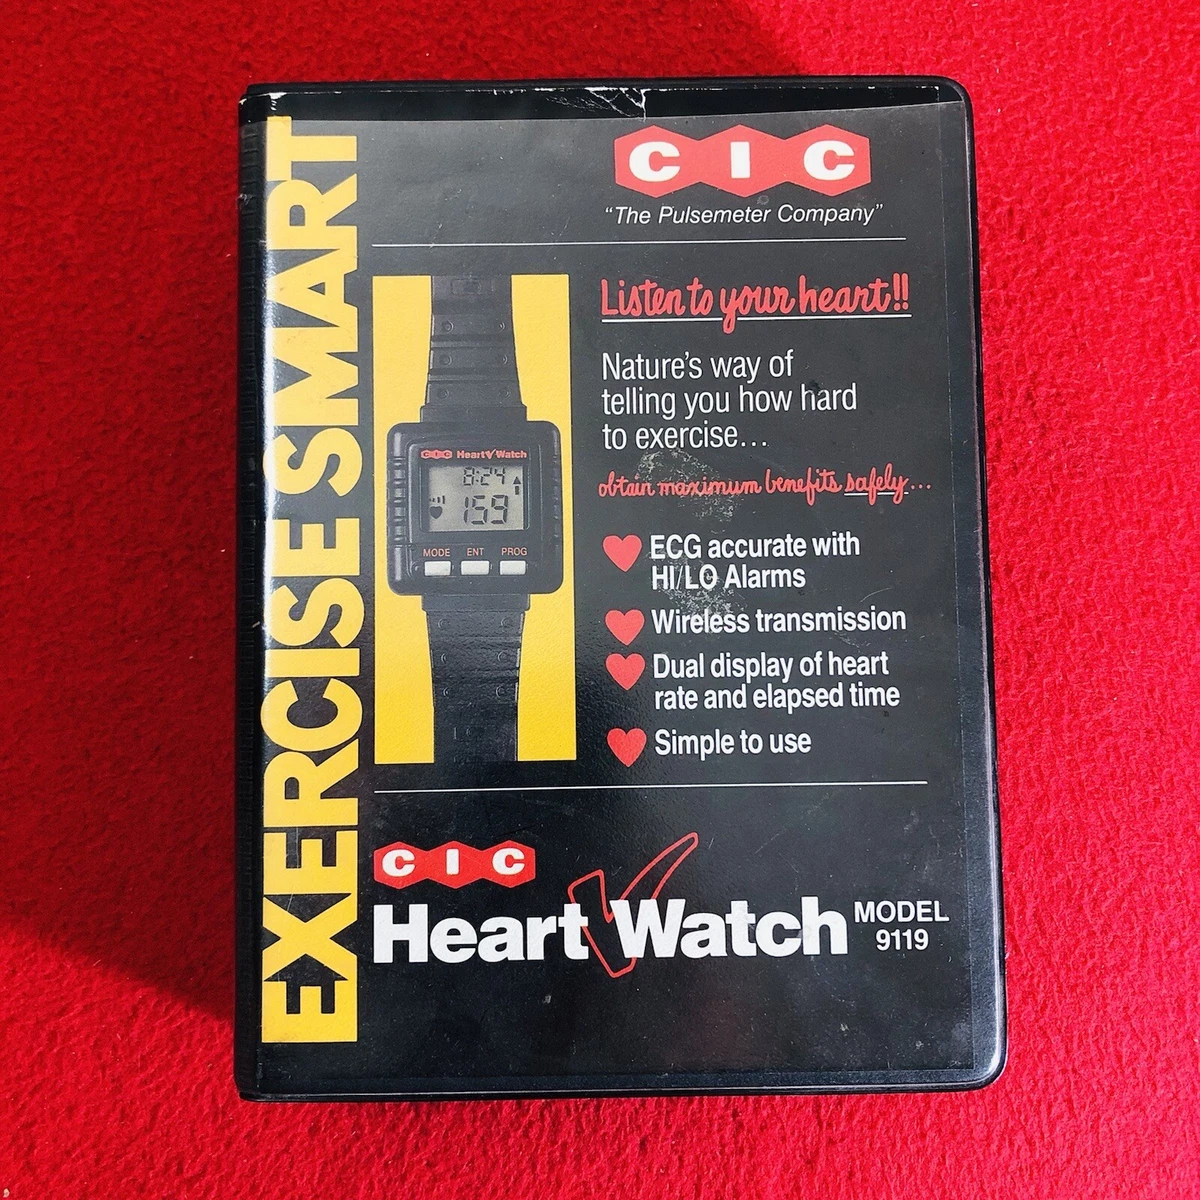 EXERCISE SMART
CIC
“The Pulsemeter Company”
Listen to your heart!!
Nature's way of
telling you how hard
to exercise...
obtain maximum benefits safely...
CIC Heart Watch
8:24
159
MODE ENT PROG
ECG accurate with
HI/LO Alarms
Wireless transmission
Dual display of heart
rate and elapsed time
Simple to use
CIC
Heart Watch MODEL
9119